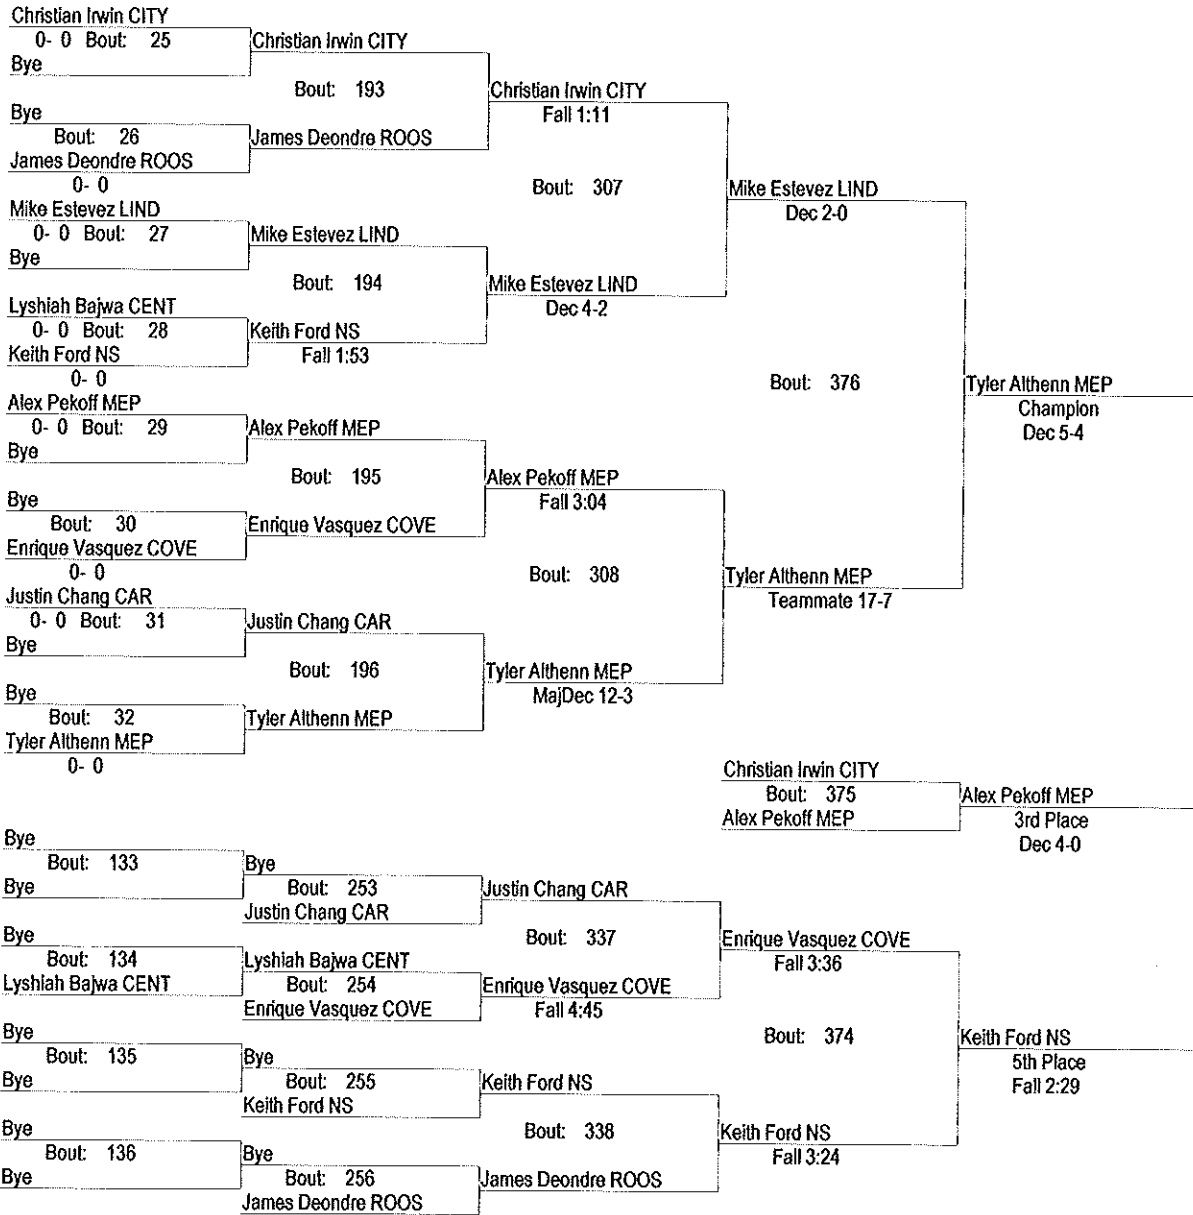 Christian Irwin CITY
0- 0 Bout: 25
Bye
Christian Irwin CITY
Bout: 193
Bye
Bout: 26
James Deondre ROOS
0- 0
James Deondre ROOS
Christian Irwin CITY
Fall 1:11
Bout: 307
Mike Estevez LIND
0- 0 Bout: 27
Bye
Mike Estevez LIND
Bout: 194
Lyshiah Bajwa CENT
0- 0 Bout: 28
Keith Ford NS
0- 0
Keith Ford NS
Fall 1:53
Mike Estevez LIND
Dec 4-2
Mike Estevez LIND
Dec 2-0
Bout: 376
Alex Pekoff MEP
0- 0 Bout: 29
Bye
Alex Pekoff MEP
Bout: 195
Bye
Bout: 30
Enrique Vasquez COVE
0- 0
Enrique Vasquez COVE
Alex Pekoff MEP
Fall 3:04
Bout: 308
Justin Chang CAR
0- 0 Bout: 31
Bye
Justin Chang CAR
Bout: 196
Bye
Bout: 32
Tyler Althenn MEP
0- 0
Tyler Althenn MEP
Tyler Althenn MEP
MajDec 12-3
Tyler Althenn MEP
Teammate 17-7
Tyler Althenn MEP
Champion
Dec 5-4
Christian Irwin CITY
Bout: 375
Alex Pekoff MEP
Alex Pekoff MEP
3rd Place
Dec 4-0
Bye
Bout: 133
Bye
Bye
Bout: 253
Justin Chang CAR
Justin Chang CAR
Bout: 337
Bye
Bout: 134
Lyshiah Bajwa CENT
Lyshiah Bajwa CENT
Bout: 254
Enrique Vasquez COVE
Enrique Vasquez COVE
Fall 4:45
Enrique Vasquez COVE
Fall 3:36
Bout: 374
Bye
Bout: 135
Bye
Bye
Bout: 255
Keith Ford NS
Keith Ford NS
Bout: 338
Bye
Bout: 136
Bye
Bye
Bout: 256
James Deondre ROOS
James Deondre ROOS
Keith Ford NS
Fall 3:24
Keith Ford NS
5th Place
Fall 2:29